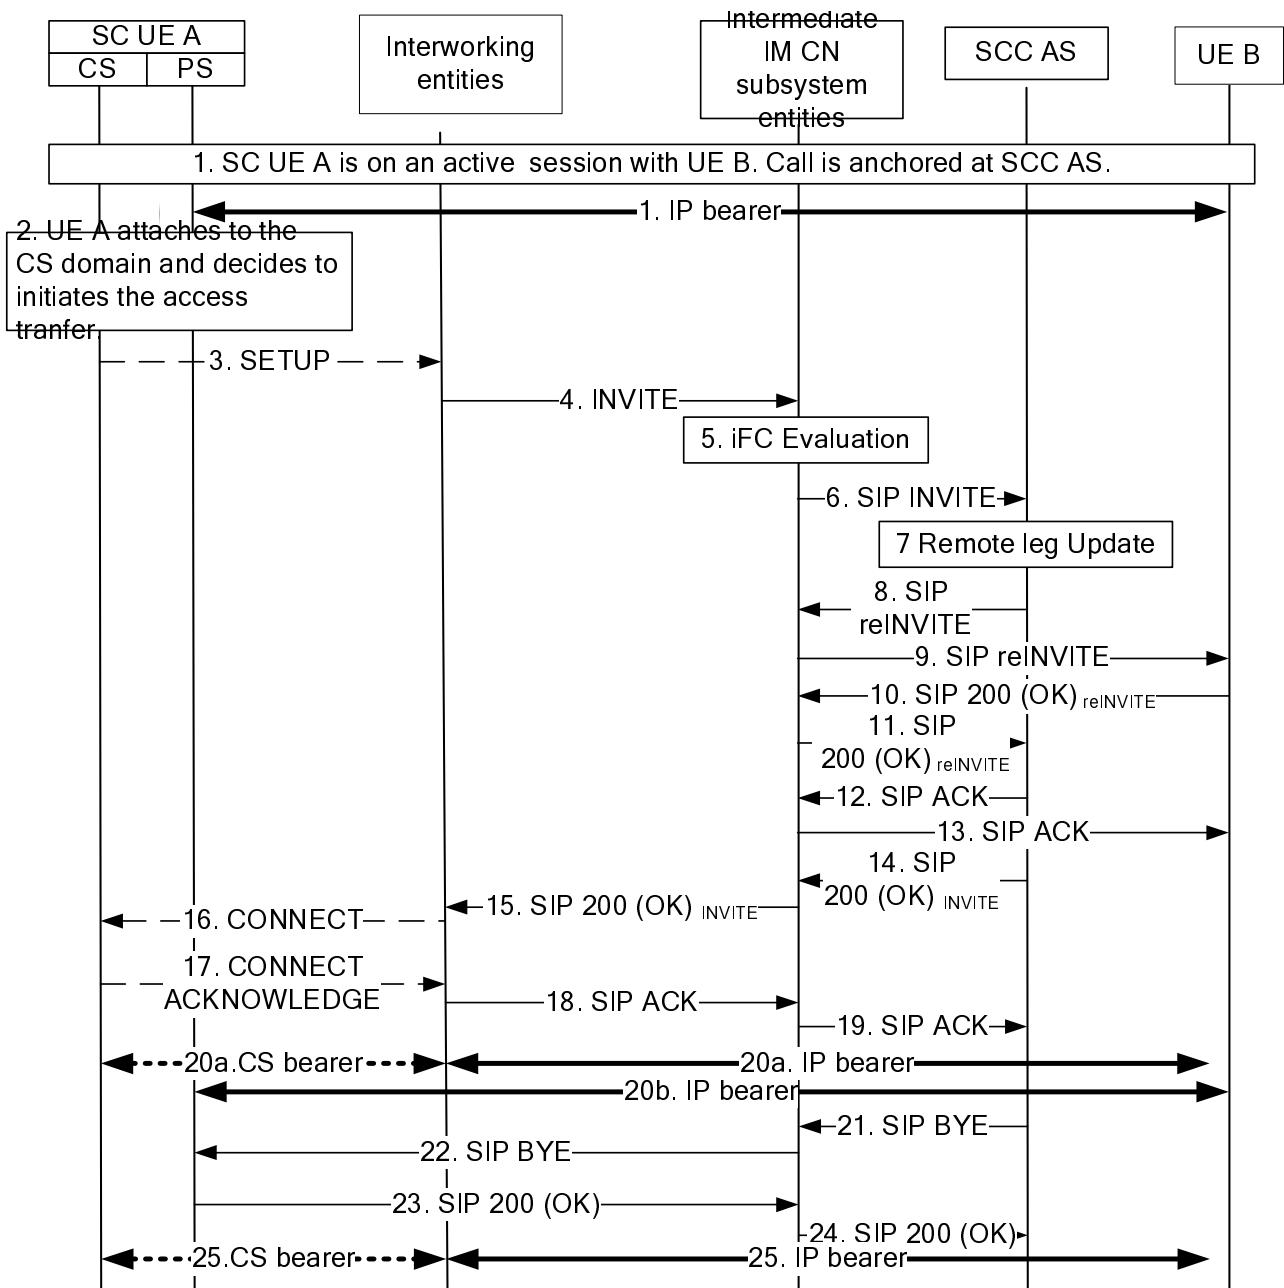 SC UE A
CS
PS
Interworking
entities
Intermediate
IM CN
subsystem
entities
SCC AS
UE B
1. SC UE A is on an active session with UE B. Call is anchored at SCC AS.
1. IP bearer
2. UE A attaches to the
CS domain and decides to
initiates the access
tranfer.
3. SETUP
4. INVITE
5. iFC Evaluation
6. SIP INVITE
7 Remote leg Update
8. SIP
reINVITE
9. SIP reINVITE
10. SIP 200 (OK) reINVITE
11. SIP
200 (OK) reINVITE
12. SIP ACK
13. SIP ACK
14. SIP
200 (OK) INVITE
15. SIP 200 (OK) INVITE
16. CONNECT
17. CONNECT
ACKNOWLEDGE
18. SIP ACK
19. SIP ACK
20a.CS bearer
20a. IP bearer
20b. IP bearer
21. SIP BYE
22. SIP BYE
23. SIP 200 (OK)
24. SIP 200 (OK)
25.CS bearer
25. IP bearer